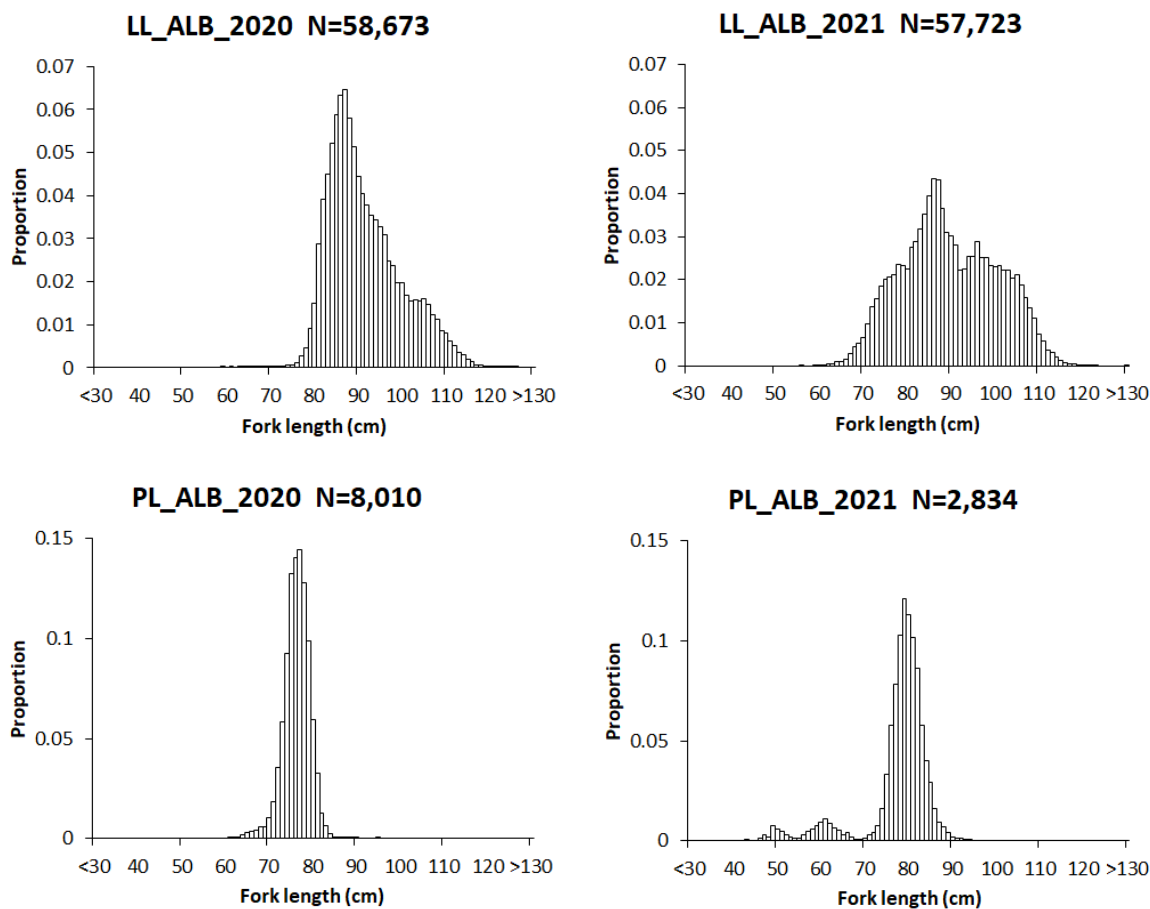 LL_ALB_2020 N=58,673
0.07
0.06
0.05
0.04
0.03
0.02
0.01
0
Proportion
<30 40 50 60 70 80 90 100 110 120 >130
Fork length (cm)
LL_ALB_2021 N=57,723
0.07
0.06
0.05
0.04
0.03
0.02
0.01
0
Proportion
<30 40 50 60 70 80 90 100 110 120 >130
Fork length (cm)
PL_ALB_2020 N=8,010
0.15
0.1
0.05
0
Proportion
<30 40 50 60 70 80 90 100 110 120 >130
Fork length (cm)
PL_ALB_2021 N=2,834
0.15
0.1
0.05
0
Proportion
<30 40 50 60 70 80 90 100 110 120 >130
Fork length (cm)